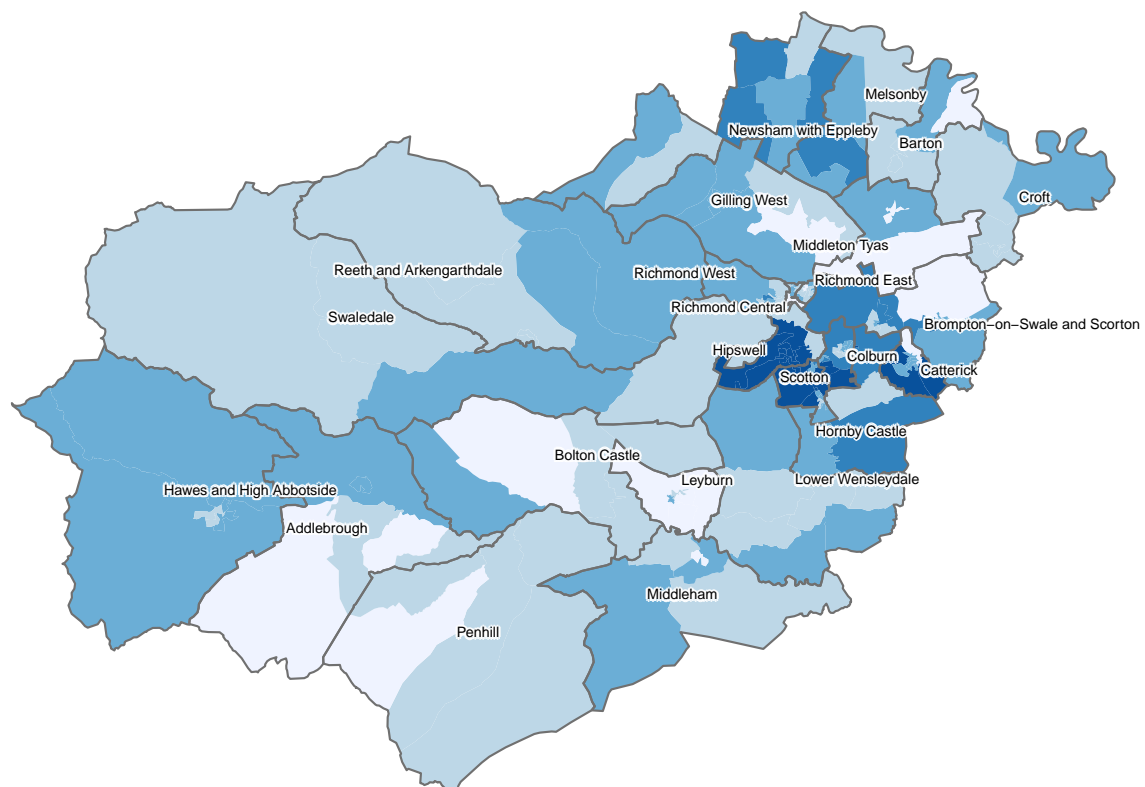 Melsonby
Newsham with Eppleby
Barton
Croft
Gilling West
Middleton Tyas
Reeth and Arkengarthdale
Richmond West
Richmond East
Richmond Central
Swaledale
Brompton−on−Swale and Scorton
Hipswell
Colburn
Catterick
Scotton
Hornby Castle
Bolton Castle
Leyburn
Lower Wensleydale
Hawes and High Abbotside
Addlebrough
Middleham
Penhill